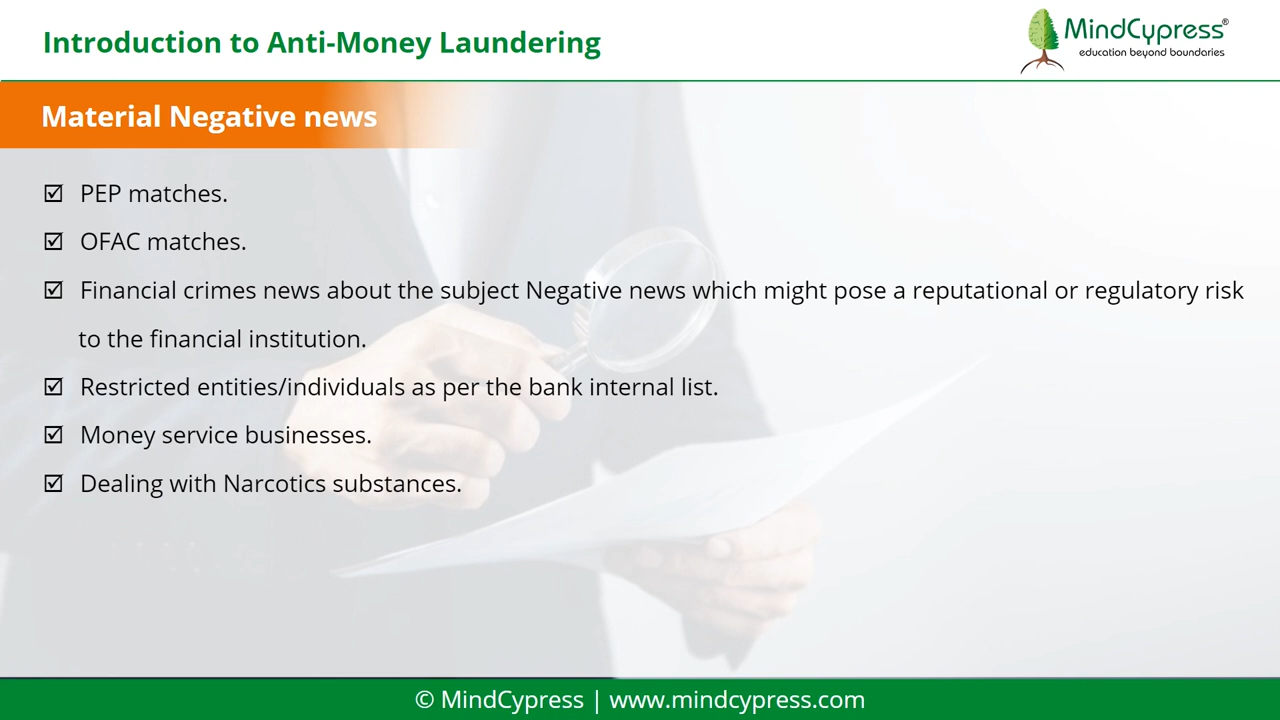 Introduction to Anti-Money Laundering
MindCypress®
education beyond boundaries
Material Negative news
PEP matches.
OFAC matches.
Financial crimes news about the subject Negative news which might pose a reputational or regulatory risk
to the financial institution.
Restricted entities/individuals as per the bank internal list.
Money service businesses.
Dealing with Narcotics substances.
© MindCypress | www.mindcypress.com